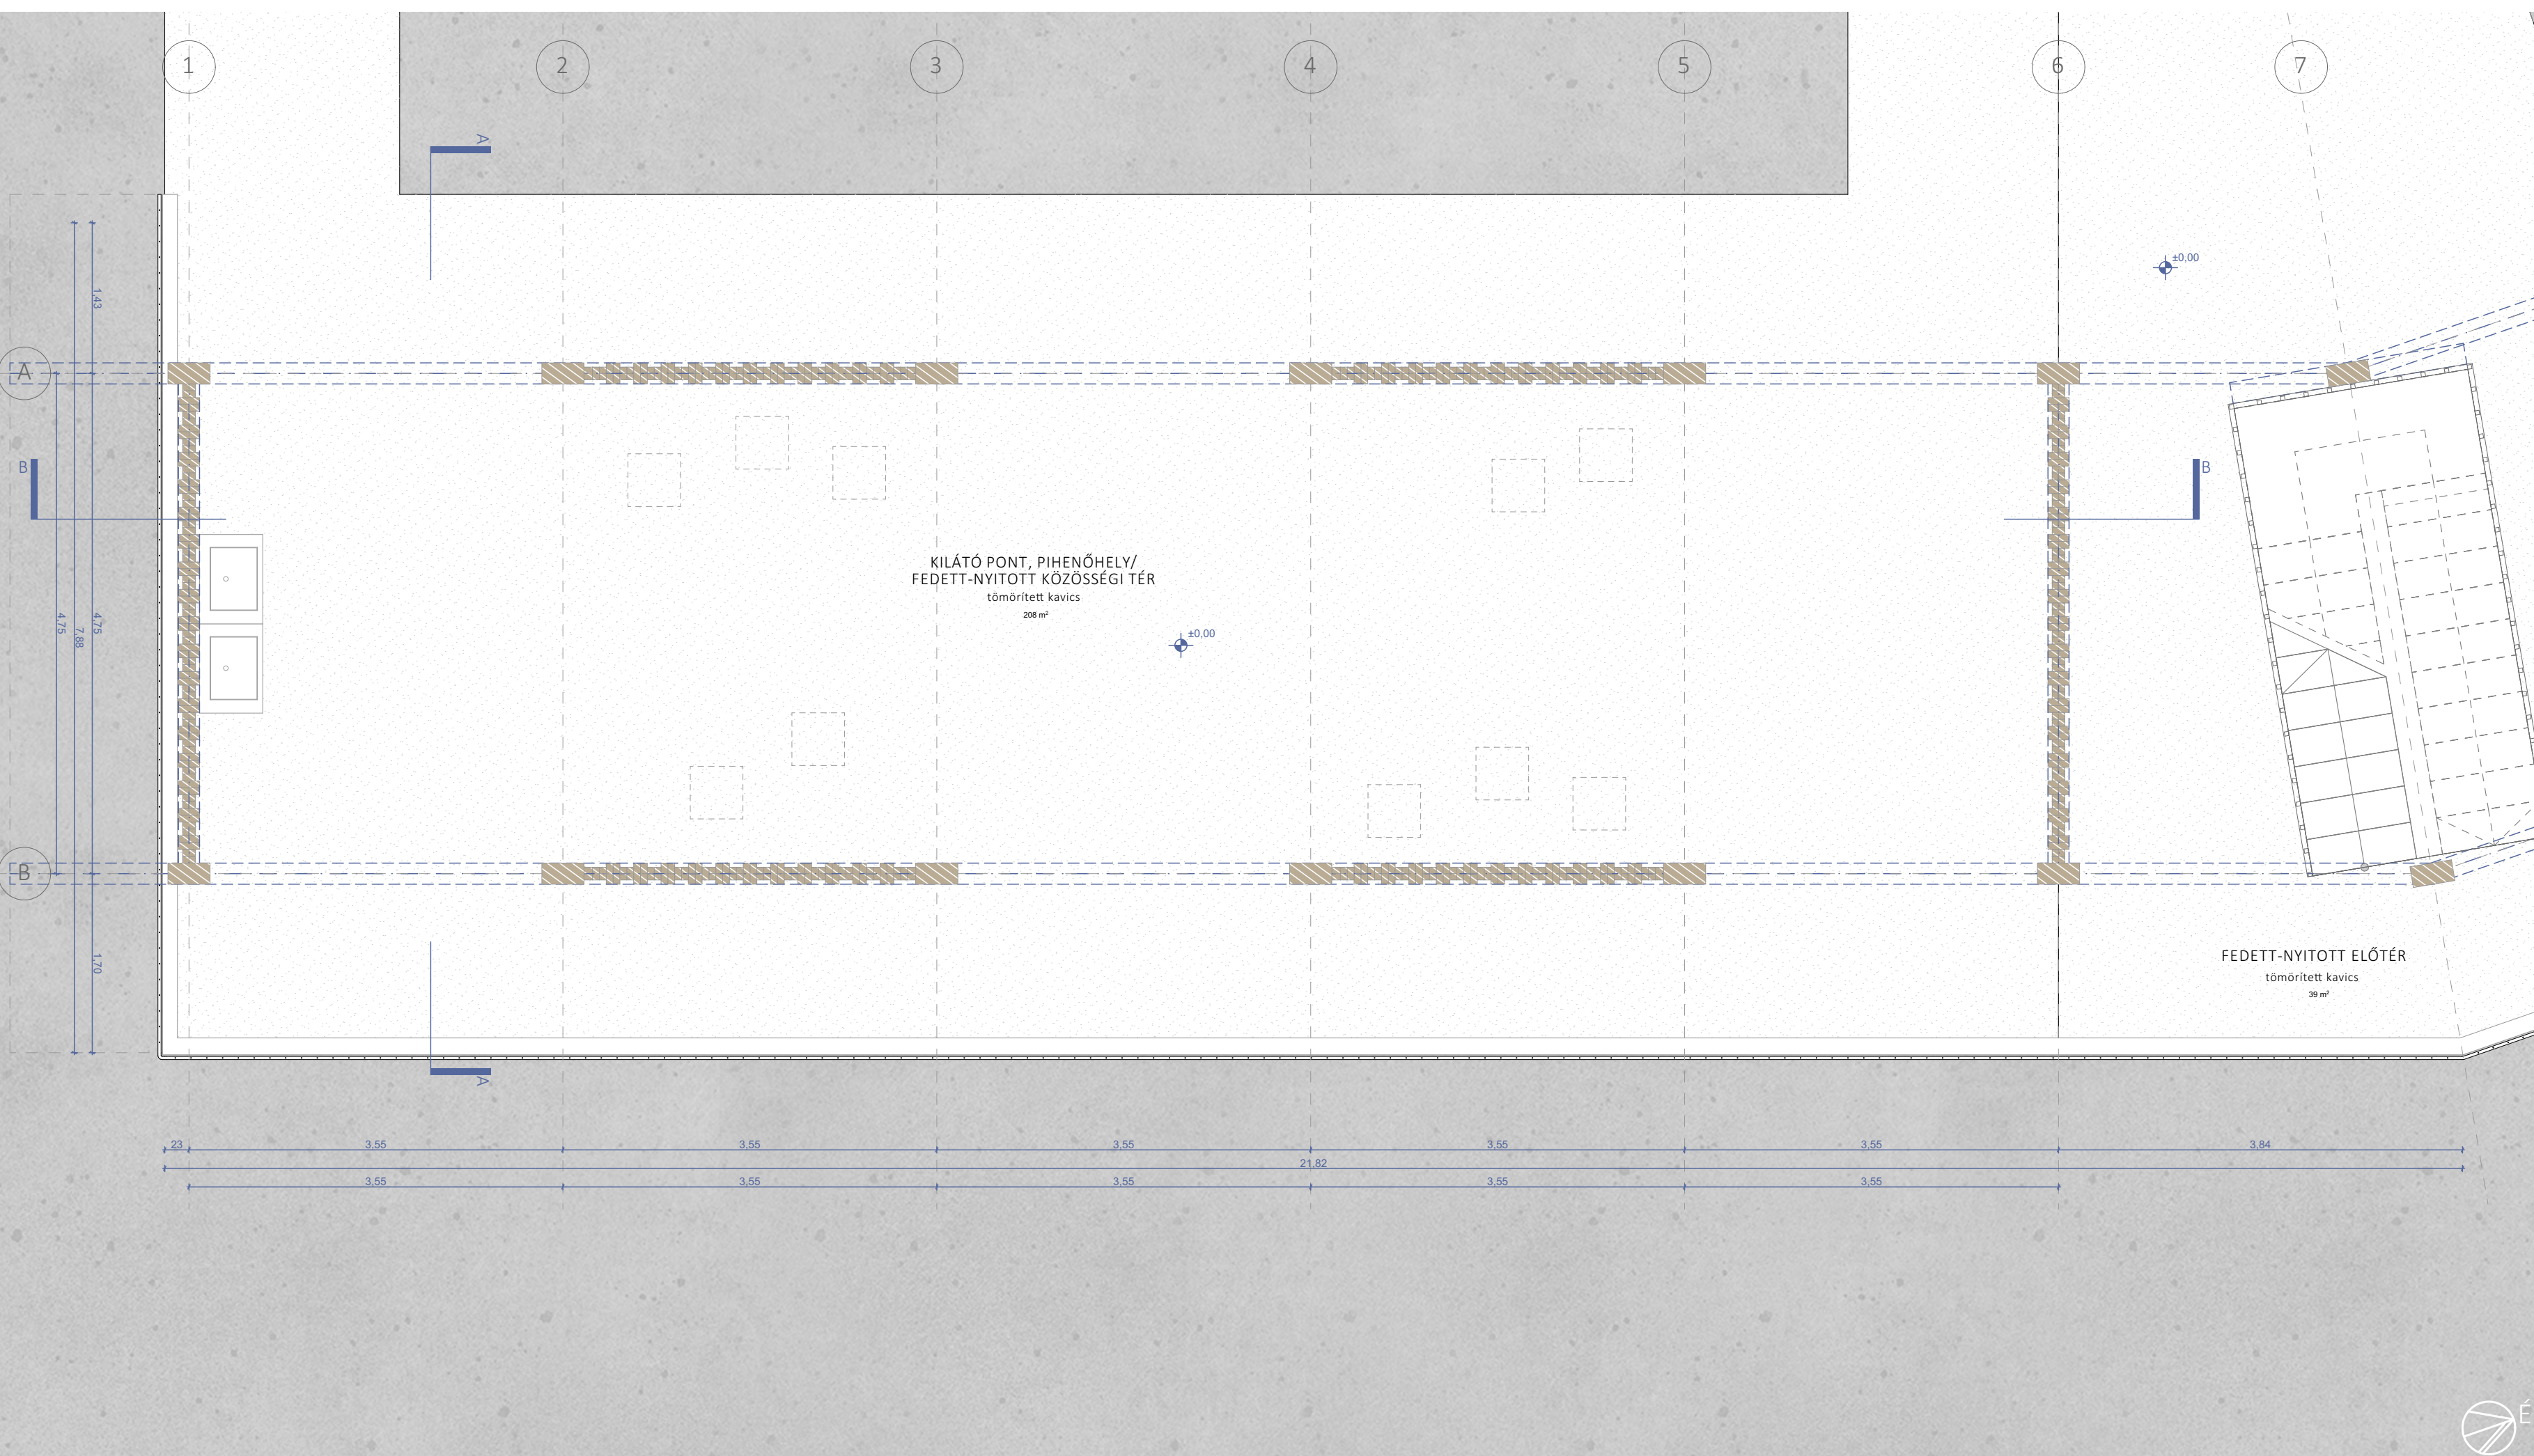 1 2 3 4 5 6 7
A
±0,00
1,43
A
B B
KILÁTÓ PONT, PIHENŐHELY/
FEDETT-NYITOTT KÖZÖSSÉGI TÉR
tömörített kavics
208 m²
±0,00
4,75 7,88 4,75
B
1,70
FEDETT-NYITOTT ELŐTÉR
tömörített kavics
39 m²
A
23 3,55 3,55 3,55 3,55 3,55 3,84
21,82
3,55 3,55 3,55 3,55 3,55
É